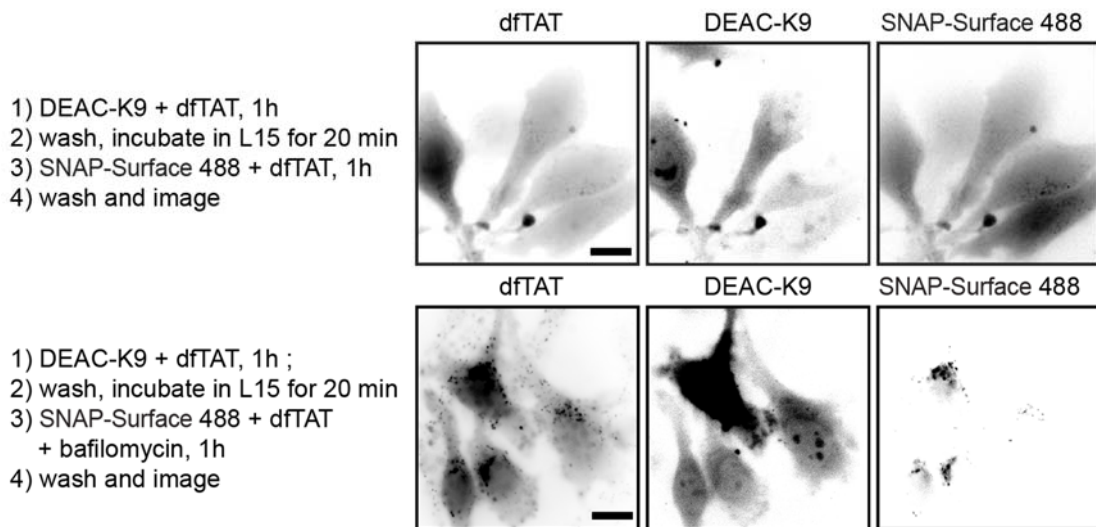 dfTAT DEAC-K9 SNAP-Surface 488
1) DEAC-K9 + dfTAT, 1h
2) wash, incubate in L15 for 20 min
3) SNAP-Surface 488 + dfTAT, 1h
4) wash and image
dfTAT DEAC-K9 SNAP-Surface 488
1) DEAC-K9 + dfTAT, 1h ;
2) wash, incubate in L15 for 20 min
3) SNAP-Surface 488 + dfTAT
+ bafilomycin, 1h
4) wash and image